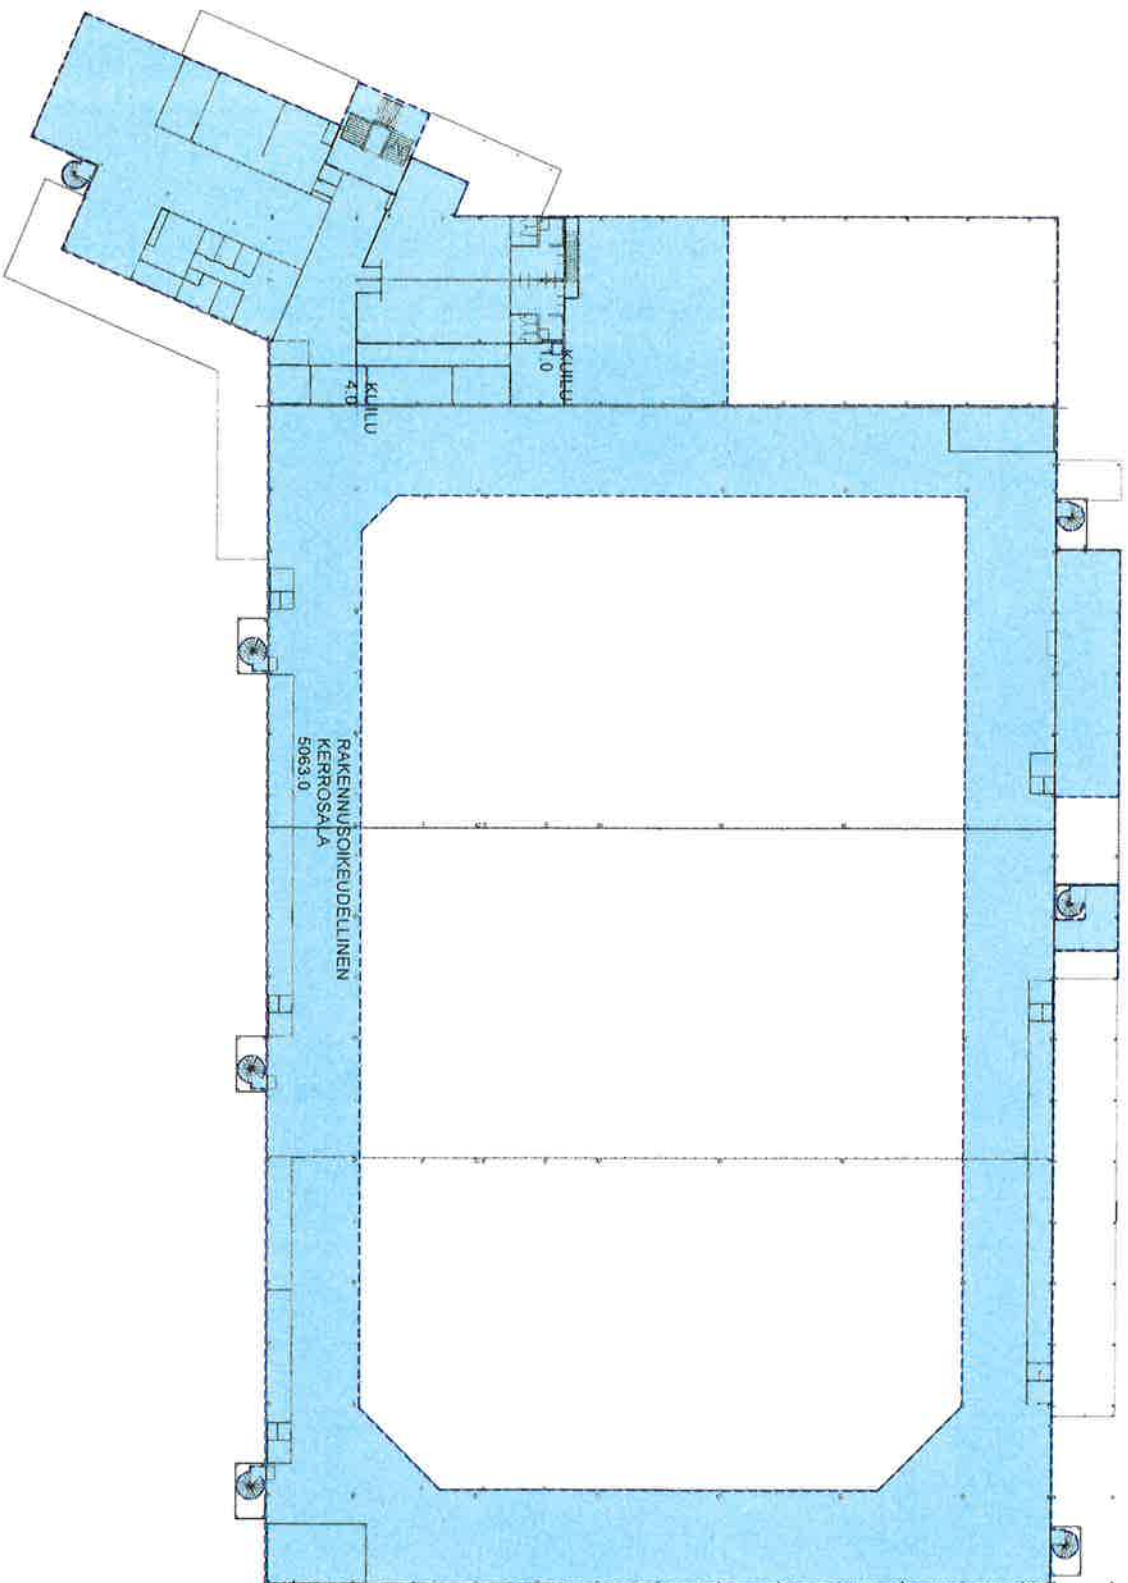 KUILU
1.0
KUILU
4.0
RAKENNUSOIKEUDELLINEN
KERROSALA
5063.0